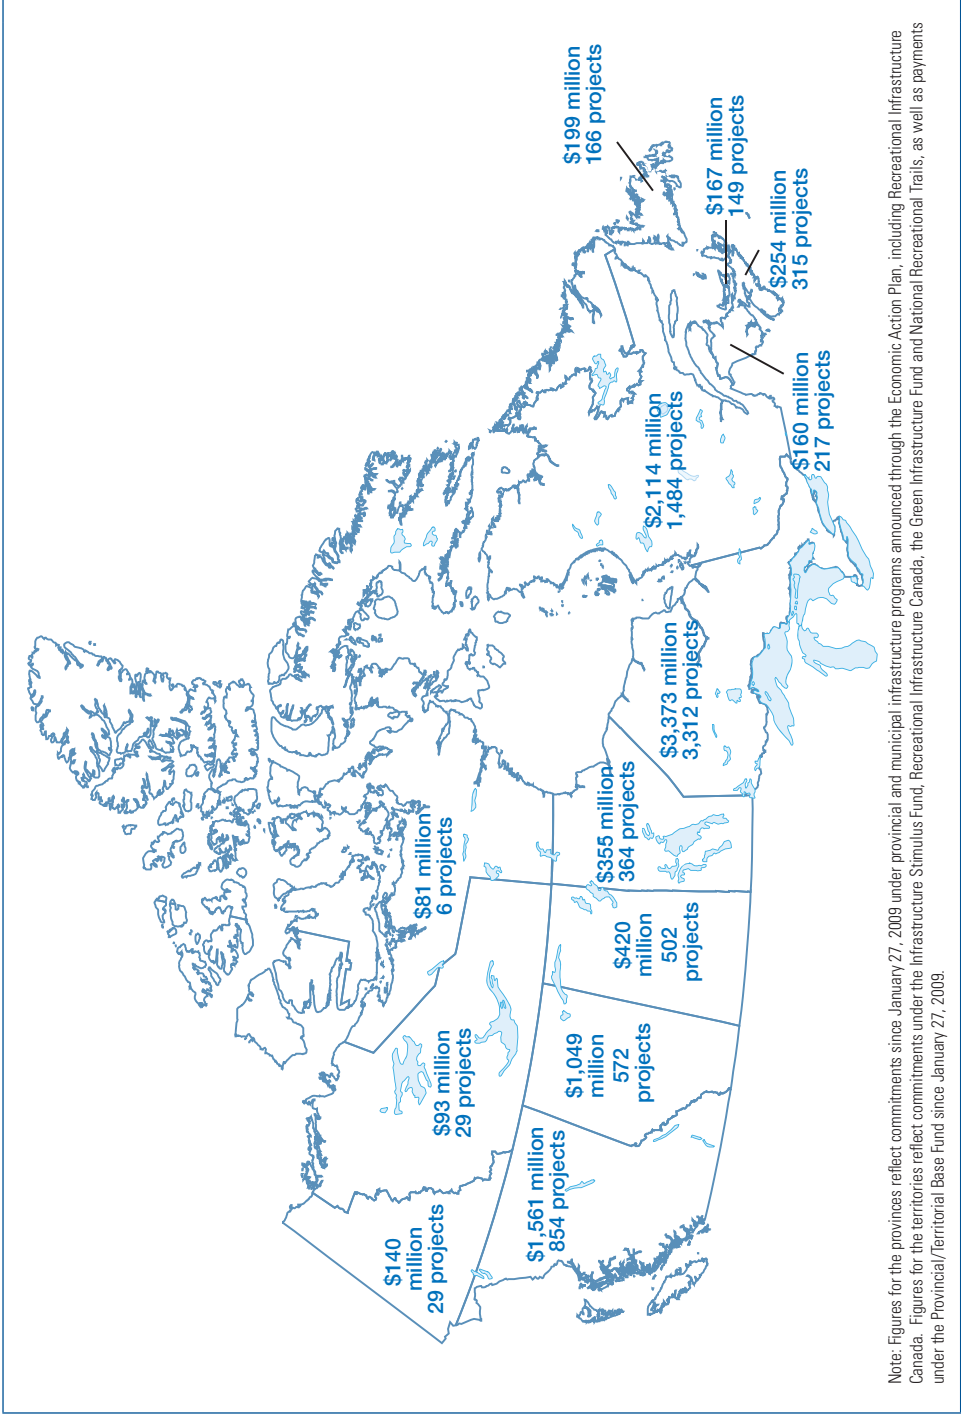 $199 million
166 projects
$81 million
6 projects
$167 million
149 projects
$93 million
29 projects
$254 million
315 projects
$140
million
29 projects
$2,114 million
1,484 projects
$355 million
364 projects
$3,373 million
3,312 projects
$160 million
217 projects
$420
million
502
projects
$1,049
million
572
projects
$1,561 million
854 projects
Note: Figures for the provinces reflect commitments since January 27, 2009 under provincial and municipal infrastructure programs announced through the Economic Action Plan, including Recreational Infrastructure
Canada. Figures for the territories reflect commitments under the Infrastructure Stimulus Fund, Recreational Infrastructure Canada, the Green Infrastructure Fund and National Recreational Trails, as well as payments
under the Provincial/Territorial Base Fund since January 27, 2009.